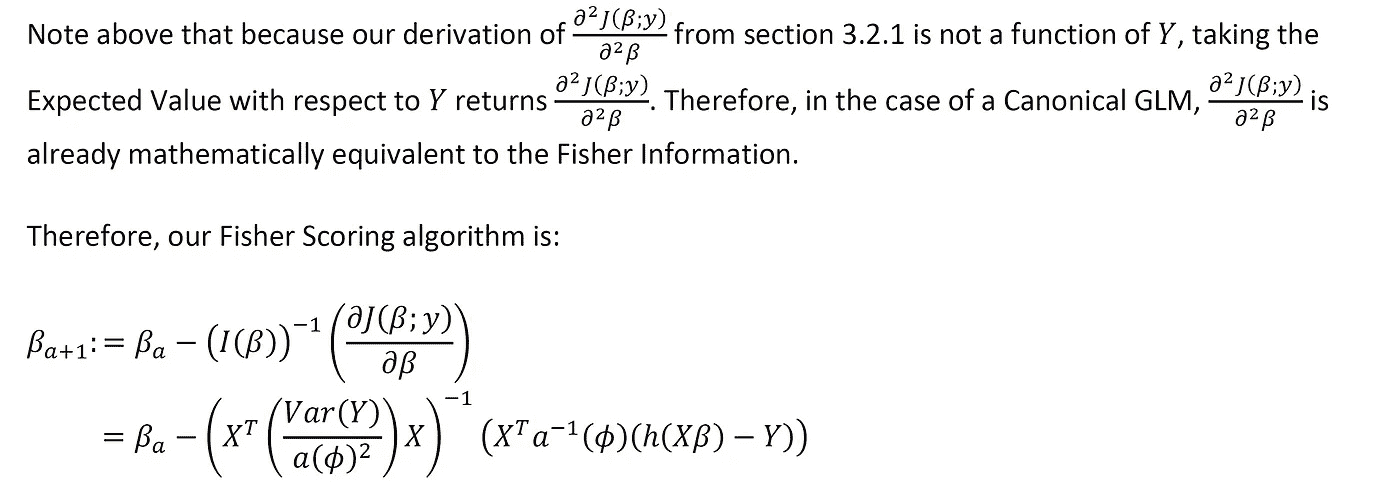 Note above that because our derivation of ∂²J(β;y)/∂²β from section 3.2.1 is not a function of Y, taking the
Expected Value with respect to Y returns ∂²J(β;y)/∂²β. Therefore, in the case of a Canonical GLM, ∂²J(β;y)/∂²β is
already mathematically equivalent to the Fisher Information.
Therefore, our Fisher Scoring algorithm is:
β_{a+1} := β_a − (I(β))^{−1} (∂J(β; y)/∂β)
= β_a − (X^T (Var(Y)/a(ϕ)²) X)^{−1} (X^T a^{−1}(ϕ)(h(Xβ) − Y))